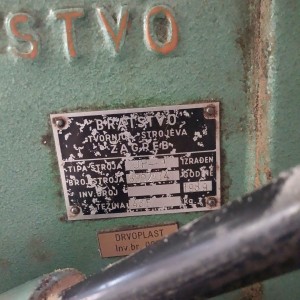 STVO
BRATSTVO
TVORNICA STROJEVA
ZAGREB
TIPA STROJA IZRAĐEN
BROJ STROJA GODINE
INV. BROJ
TEŽINA Kg
DRVOPLAST
Inv. br.